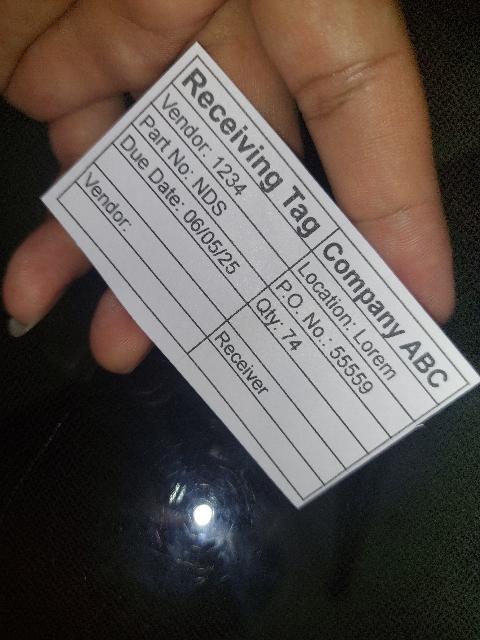 Receiving Tag Company ABC
Vendor: 1234 Location: Lorem
Part No: NDS P.O. No.: 55559
Due Date: 06/05/25 Qty: 74
Vendor: Receiver